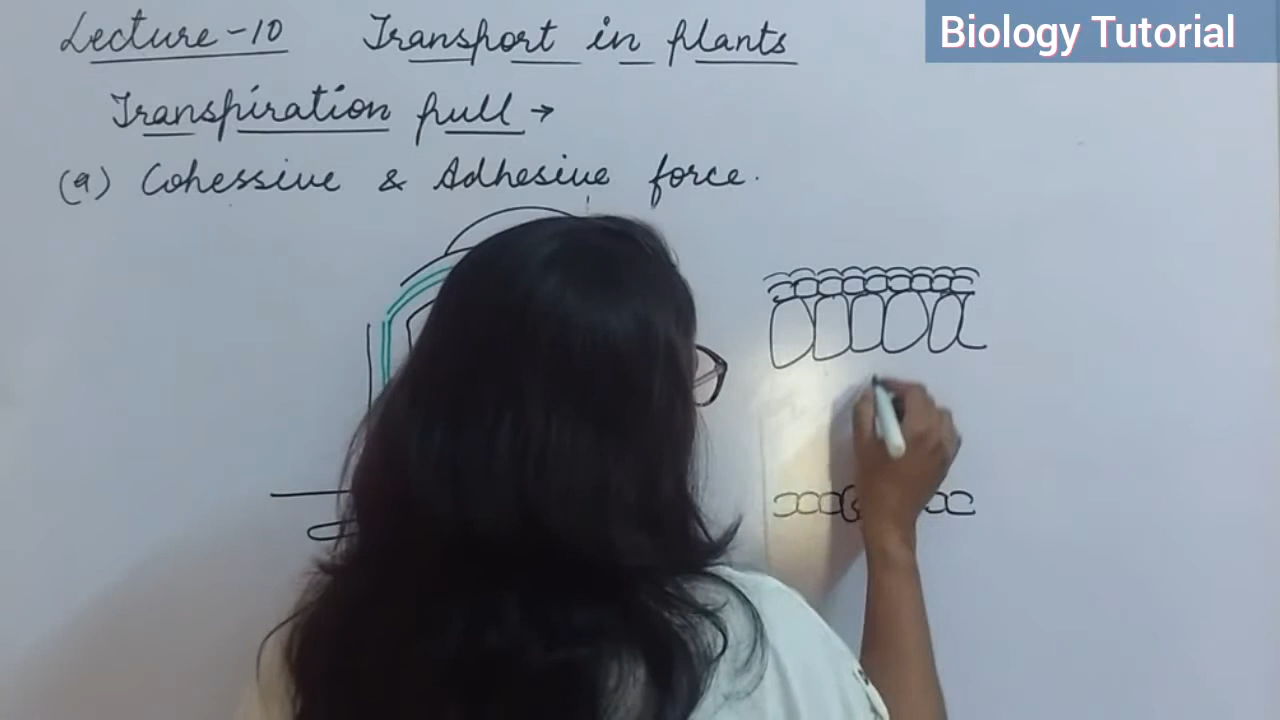 Lecture-10 Transport in plants
Biology Tutorial
Transpiration pull →
(a) Cohessive & Adhesive force.